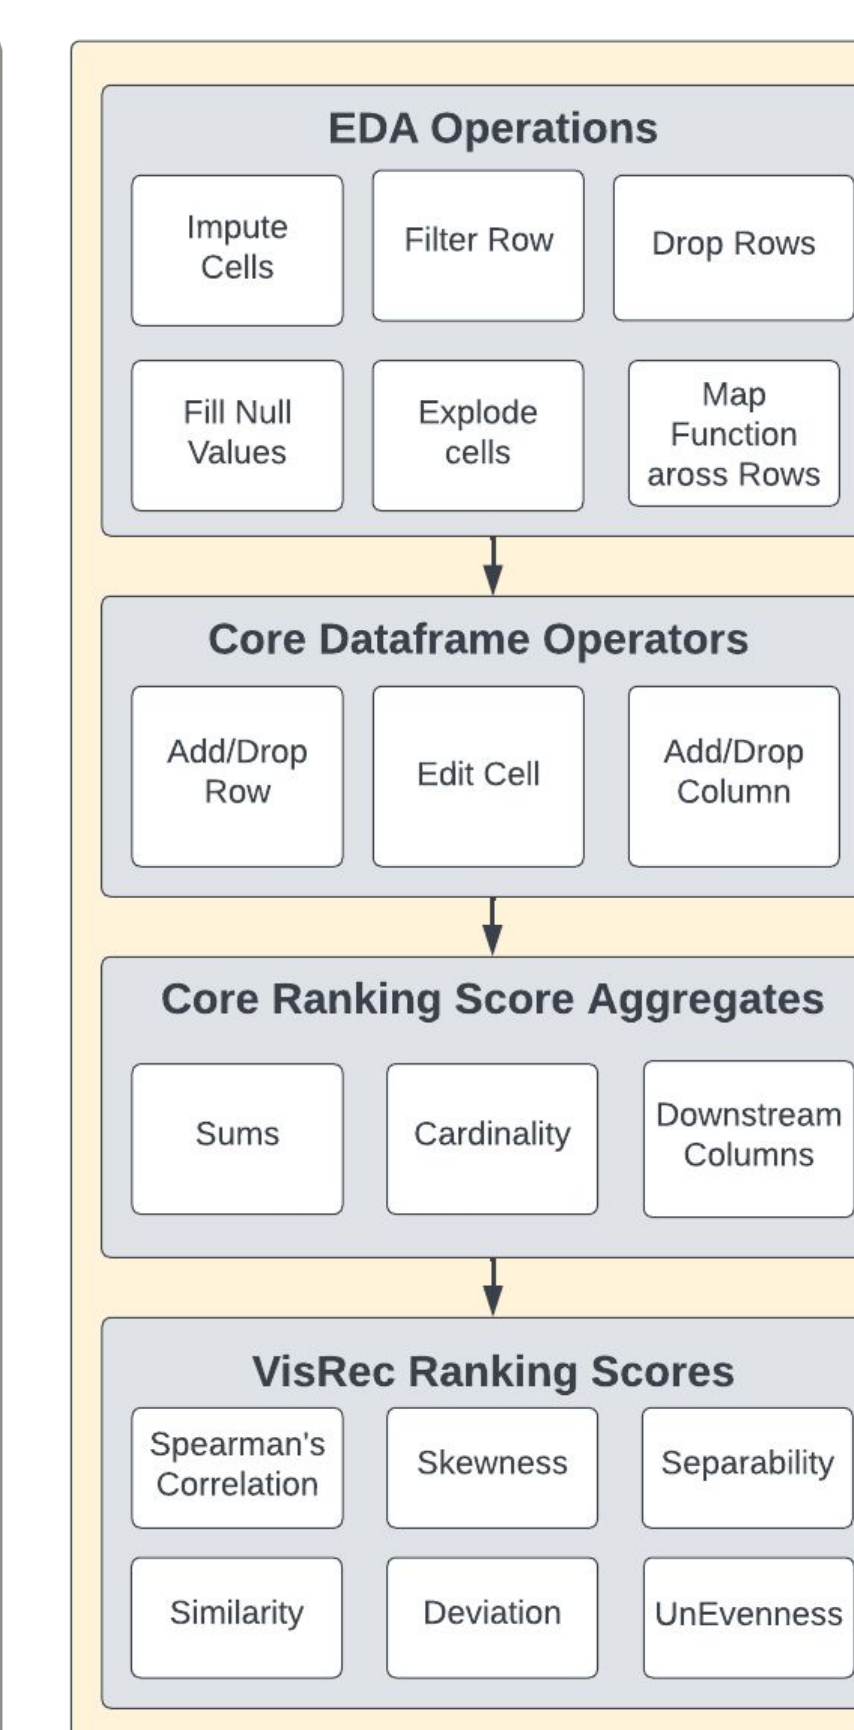 EDA Operations
Impute
Cells
Filter Row
Drop Rows
Fill Null
Values
Explode
cells
Map
Function
aross Rows
Core Dataframe Operators
Add/Drop
Row
Edit Cell
Add/Drop
Column
Core Ranking Score Aggregates
Sums
Cardinality
Downstream
Columns
VisRec Ranking Scores
Spearman's
Correlation
Skewness
Separability
Similarity
Deviation
UnEvenness